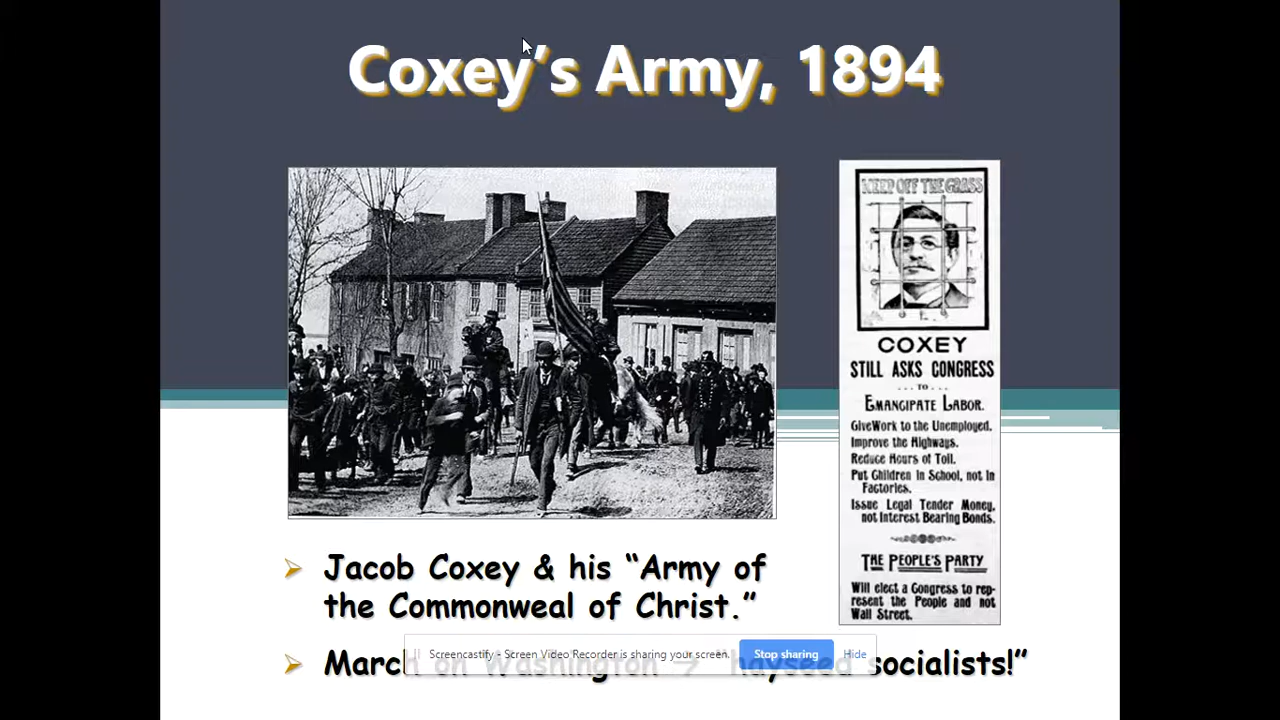 Coxey's Army, 1894
KEEP OFF THE GRASS
COXEY
STILL ASKS CONGRESS
...TO...
EMANCIPATE LABOR.
Give Work to the Unemployed.
Improve the Highways.
Reduce Hours of Toil.
Put Children in School, not in
Factories.
Issue Legal Tender Money,
not Interest Bearing Bonds.
THE PEOPLE'S PARTY
Will elect a Congress to rep-
resent the People and not
Wall Street.
➢ Jacob Coxey & his “Army of
the Commonweal of Christ.”
➢ March on Washington → “hayseed socialists!”
Screencastify - Screen Video Recorder is sharing your screen.
Stop sharing
Hide